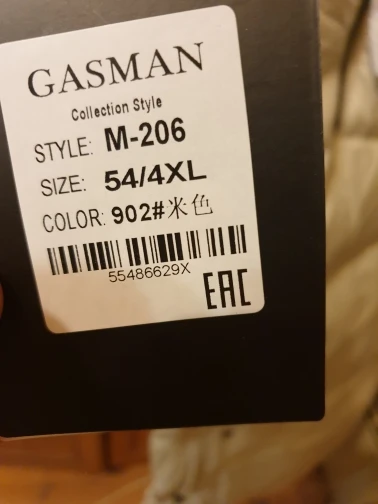 GASMAN
Collection Style
STYLE: M-206
SIZE: 54/4XL
COLOR: 902#米色
55486629X
EAC